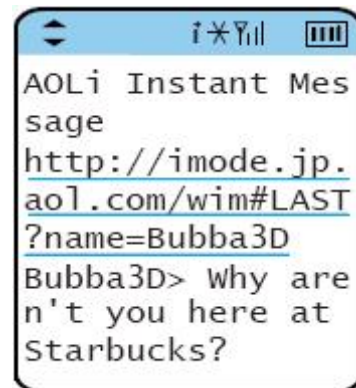 AOLi Instant Mes
sage
http://imode.jp.
aol.com/wim#LAST
?name=Bubba3D
Bubba3D> Why are
n't you here at
Starbucks?